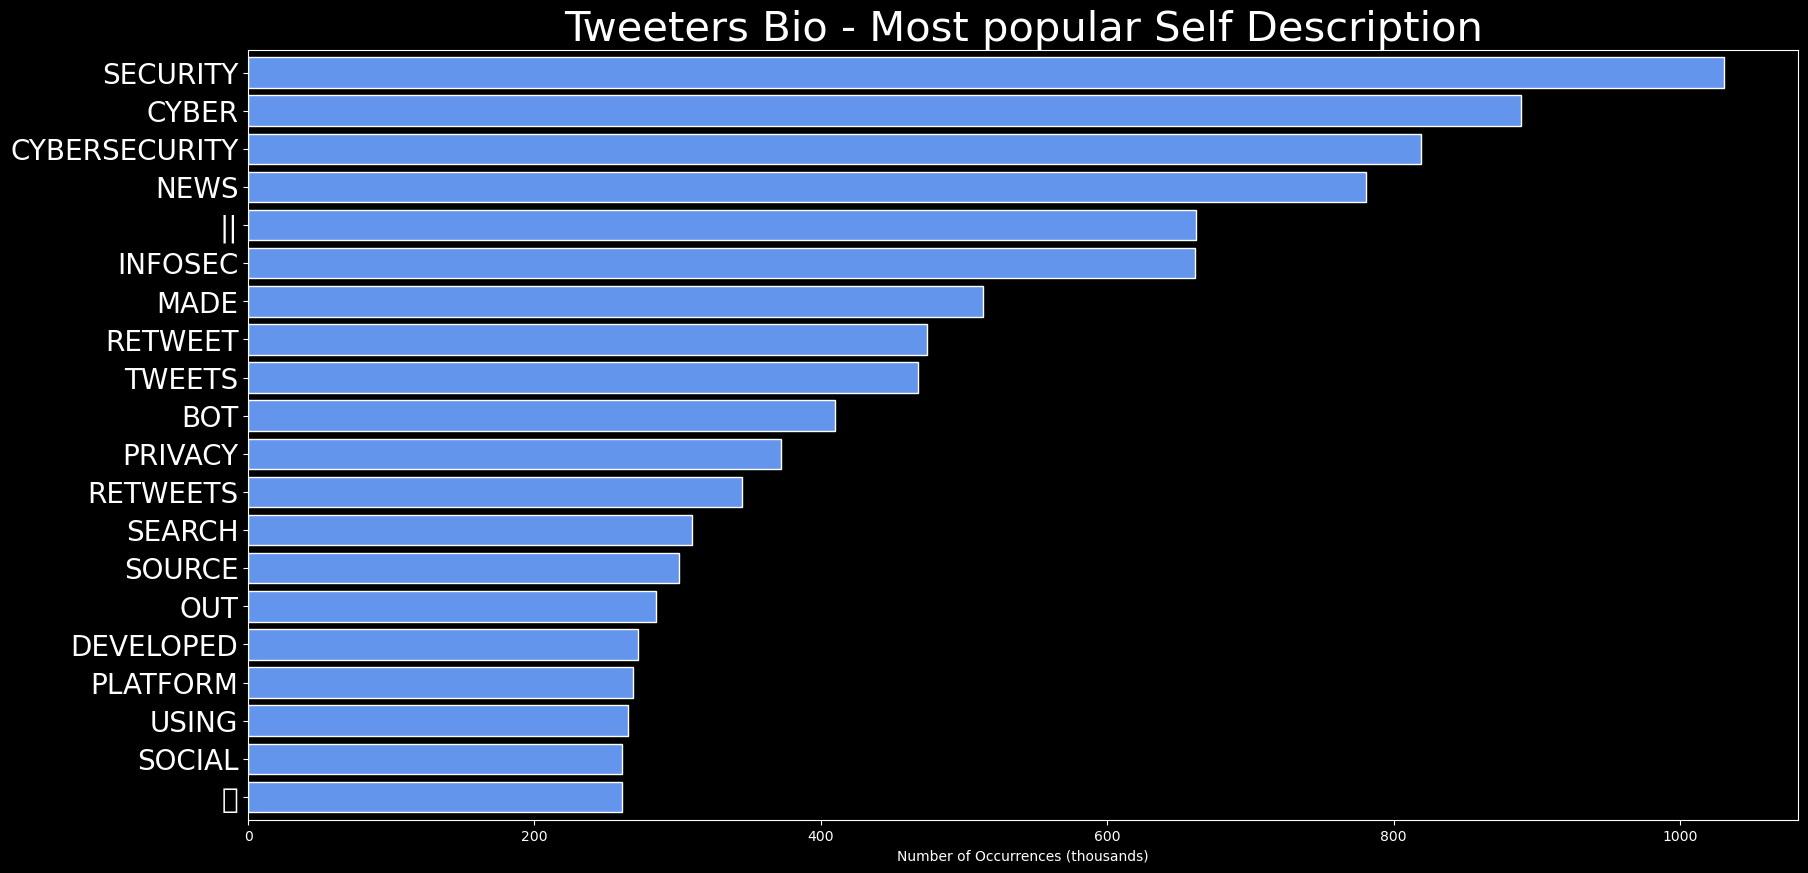 Tweeters Bio - Most popular Self Description
SECURITY
CYBER
CYBERSECURITY
NEWS
||
INFOSEC
MADE
RETWEET
TWEETS
BOT
PRIVACY
RETWEETS
SEARCH
SOURCE
OUT
DEVELOPED
PLATFORM
USING
SOCIAL
0 200 400 600 800 1000
Number of Occurrences (thousands)